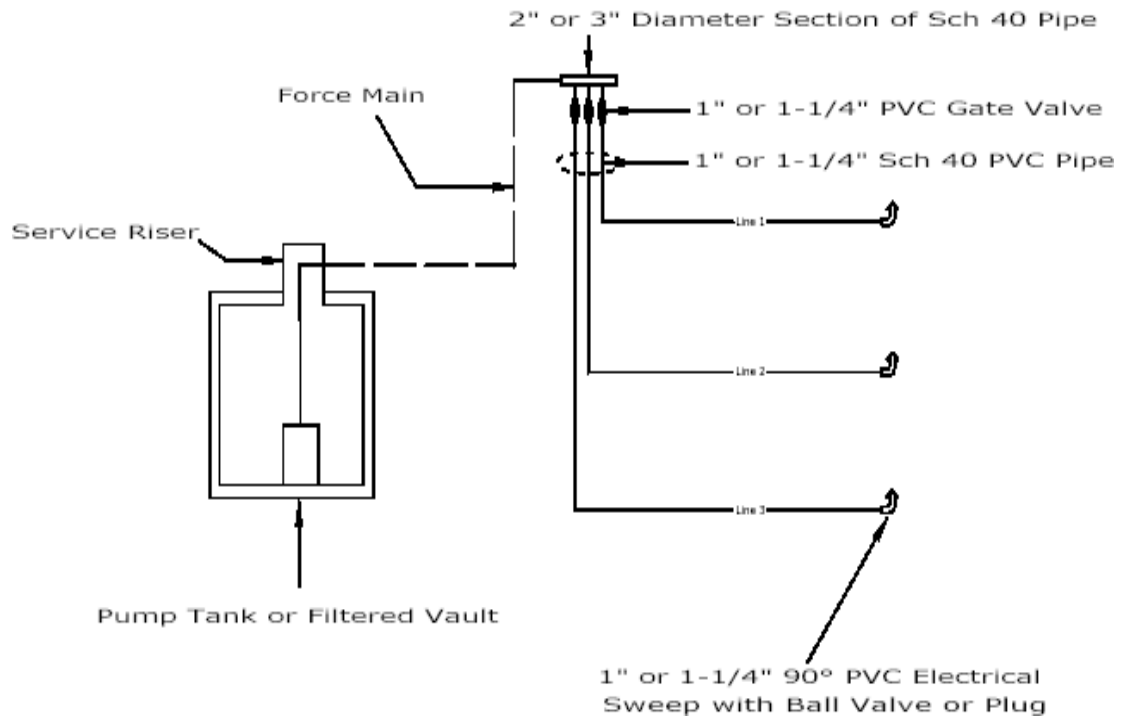 2" or 3" Diameter Section of Sch 40 Pipe
Force Main
1" or 1-1/4" PVC Gate Valve
1" or 1-1/4" Sch 40 PVC Pipe
Line 1
Service Riser
Line 2
Line 3
Pump Tank or Filtered Vault
1" or 1-1/4" 90° PVC Electrical
Sweep with Ball Valve or Plug